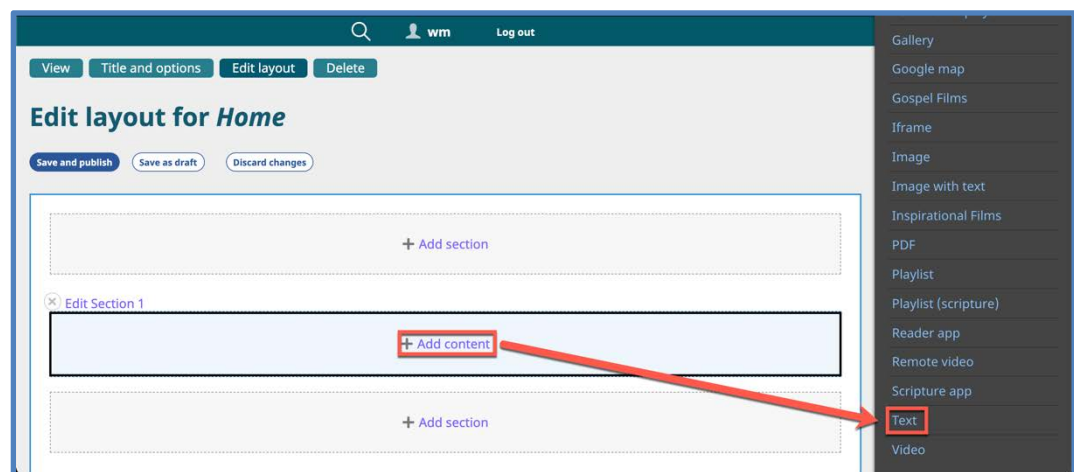 wm Log out
View Title and options Edit layout Delete
Edit layout for Home
Save and publish Save as draft Discard changes
+ Add section
Edit Section 1
+ Add content
+ Add section
Gallery
Google map
Gospel Films
Iframe
Image
Image with text
Inspirational Films
PDF
Playlist
Playlist (scripture)
Reader app
Remote video
Scripture app
Text
Video